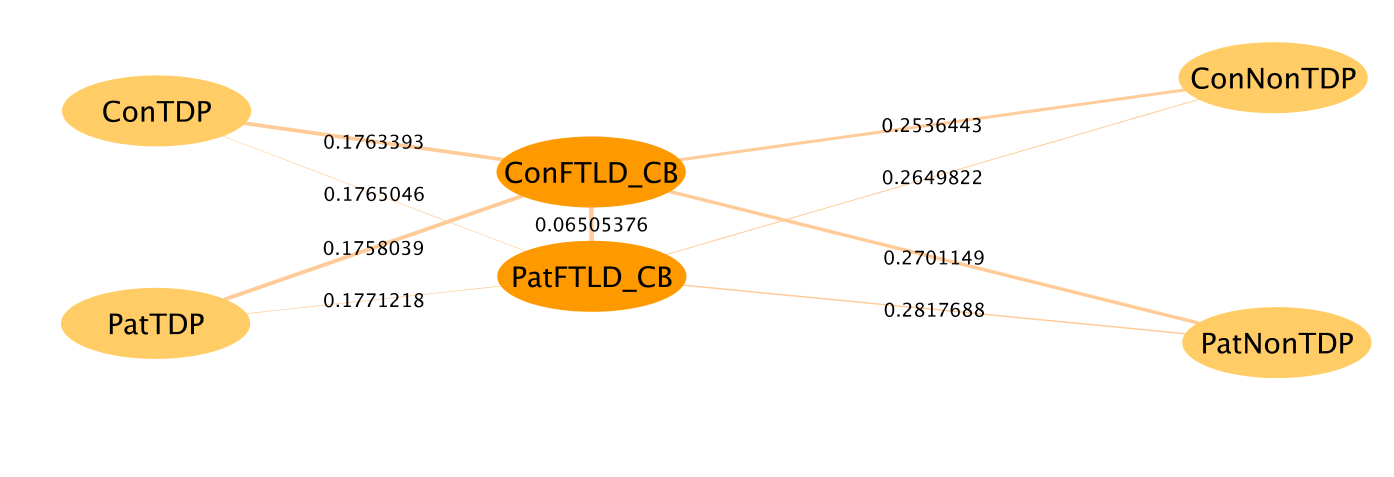 ConNonTDP
ConTDP
0.2536443
0.1763393
ConFTLD_CB
0.2649822
0.1765046
0.06505376
0.1758039
0.2701149
PatFTLD_CB
0.1771218
0.2817688
PatTDP
PatNonTDP